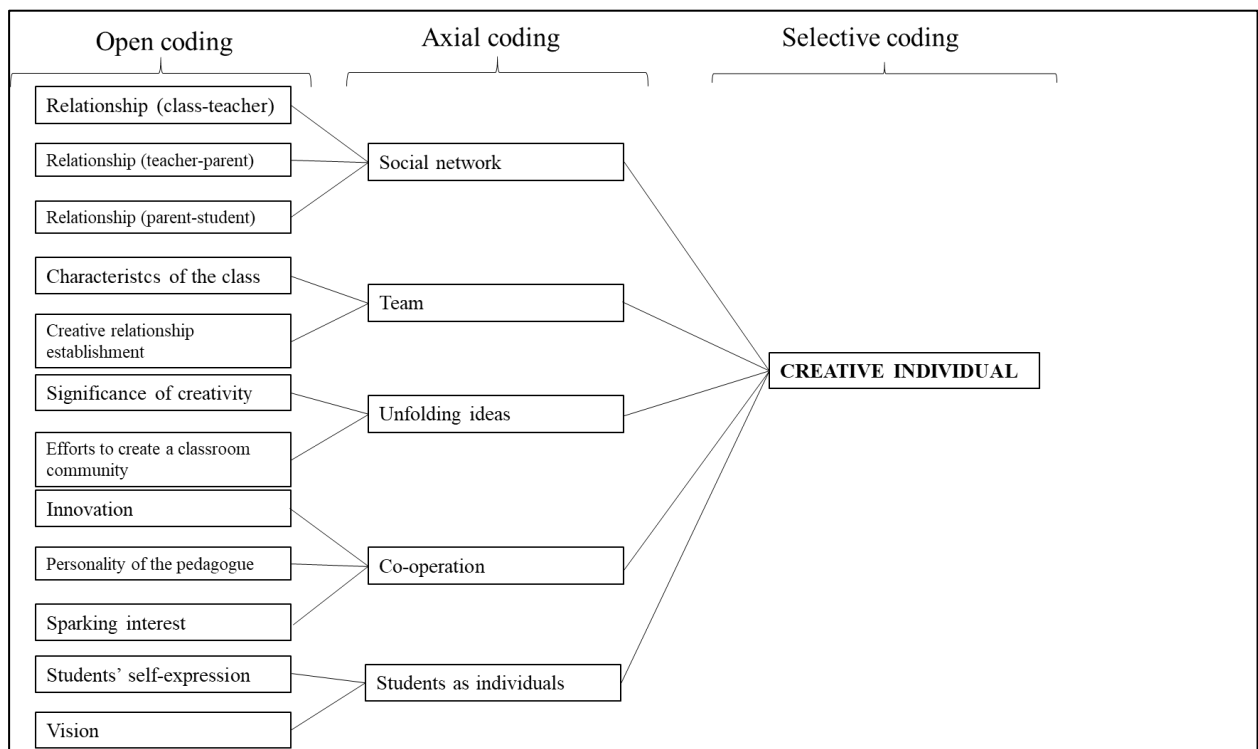 Open coding
Axial coding
Selective coding
Relationship (class-teacher)
Relationship (teacher-parent)
Relationship (parent-student)
Characteristcs of the class
Creative relationship
establishment
Significance of creativity
Efforts to create a classroom
community
Innovation
Personality of the pedagogue
Sparking interest
Students’ self-expression
Vision
Social network
Team
Unfolding ideas
Co-operation
Students as individuals
CREATIVE INDIVIDUAL